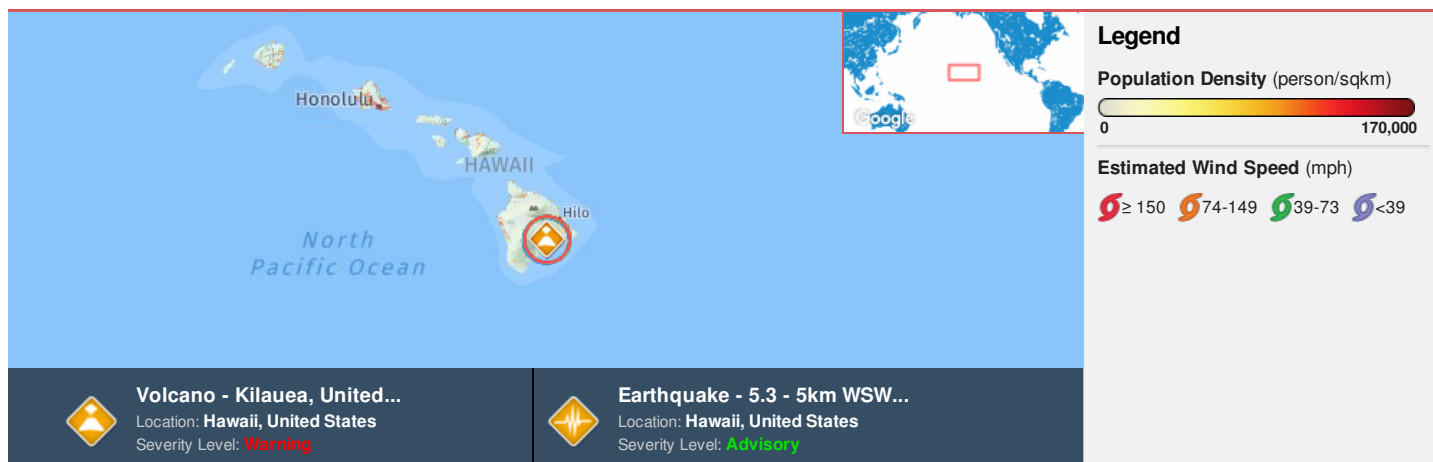 Honolulu
HAWAII
Hilo
North
Pacific Ocean
Google
Legend
Population Density (person/sqkm)
0 170,000
Estimated Wind Speed (mph)
≥ 150 74-149 39-73 <39
Volcano - Kilauea, United...
Location: Hawaii, United States
Severity Level: Warning
Earthquake - 5.3 - 5km WSW...
Location: Hawaii, United States
Severity Level: Advisory